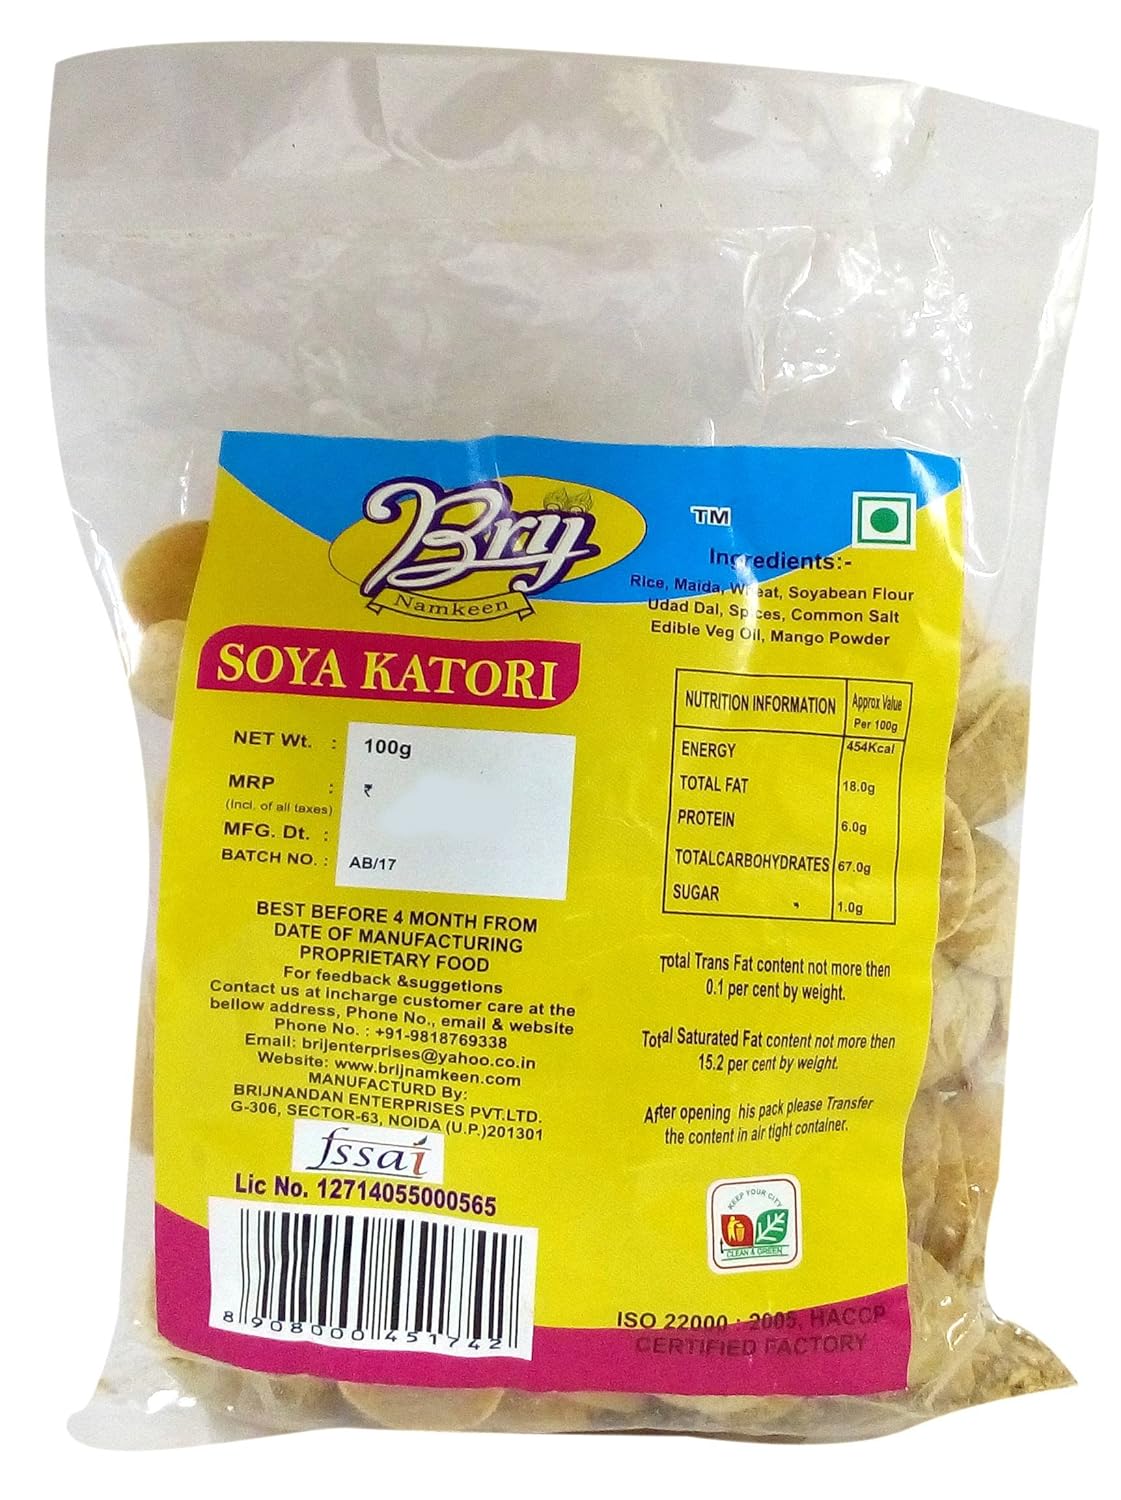 Brij
Namkeen
TM
SOYA KATORI
NET Wt. : 100g
MRP : ₹
(Incl. of all taxes)
MFG. Dt. :
BATCH NO. : AB/17
BEST BEFORE 4 MONTH FROM
DATE OF MANUFACTURING
PROPRIETARY FOOD
For feedback &suggetions
Contact us at incharge customer care at the
bellow address, Phone No., email & website
Phone No. : +91-9818769338
Email: brijenterprises@yahoo.co.in
Website: www.brijnamkeen.com
MANUFACTURD By:
BRIJNANDAN ENTERPRISES PVT.LTD.
G-306, SECTOR-63, NOIDA (U.P.)201301
fssai
Lic No. 12714055000565
8 908000 451742
Ingredients:-
Rice, Maida, Wheat, Soyabean Flour
Udad Dal, Spices, Common Salt
Edible Veg Oil, Mango Powder
NUTRITION INFORMATION Approx Value
Per 100g
ENERGY 454Kcal
TOTAL FAT 18.0g
PROTEIN 6.0g
TOTALCARBOHYDRATES 67.0g
SUGAR 1.0g
Total Trans Fat content not more then
0.1 per cent by weight.
Total Saturated Fat content not more then
15.2 per cent by weight.
After opening his pack please Transfer
the content in air tight container.
KEEP YOUR CITY
CLEAN & GREEN
ISO 22000 : 2005, HACCP
CERTIFIED FACTORY